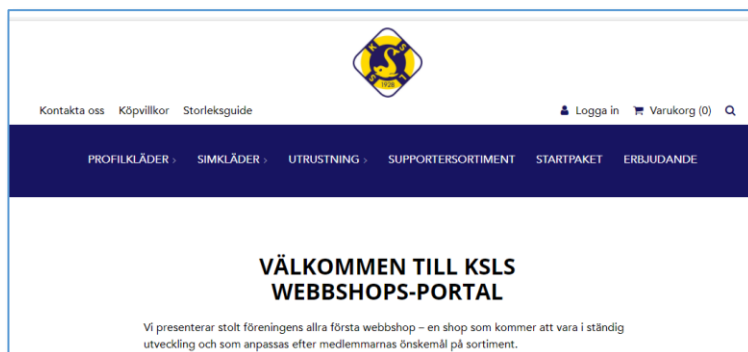 K S
S L
1928
Kontakta oss Köpvillkor Storleksguide
Logga in Varukorg (0)
PROFILKLÄDER › SIMKLÄDER › UTRUSTNING › SUPPORTERSORTIMENT STARTPAKET ERBJUDANDE
VÄLKOMMEN TILL KSLS
WEBBSHOPS-PORTAL
Vi presenterar stolt föreningens allra första webbshop – en shop som kommer att vara i ständig
utveckling och som anpassas efter medlemmarnas önskemål på sortiment.